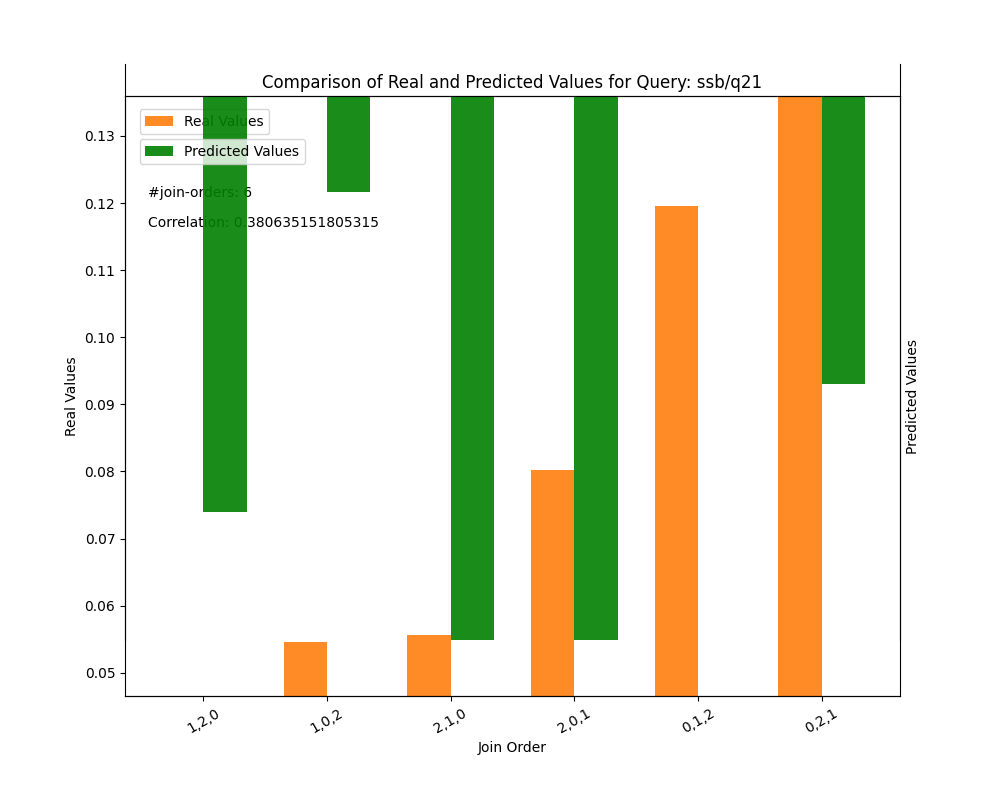 Comparison of Real and Predicted Values for Query: ssb/q21
Real Values
Predicted Values
#join-orders: 6
Correlation: 0.380635151805315
0.13
0.12
0.11
0.10
0.09
0.08
0.07
0.06
0.05
Real Values
Predicted Values
1,2,0
1,0,2
2,1,0
2,0,1
0,1,2
0,2,1
Join Order